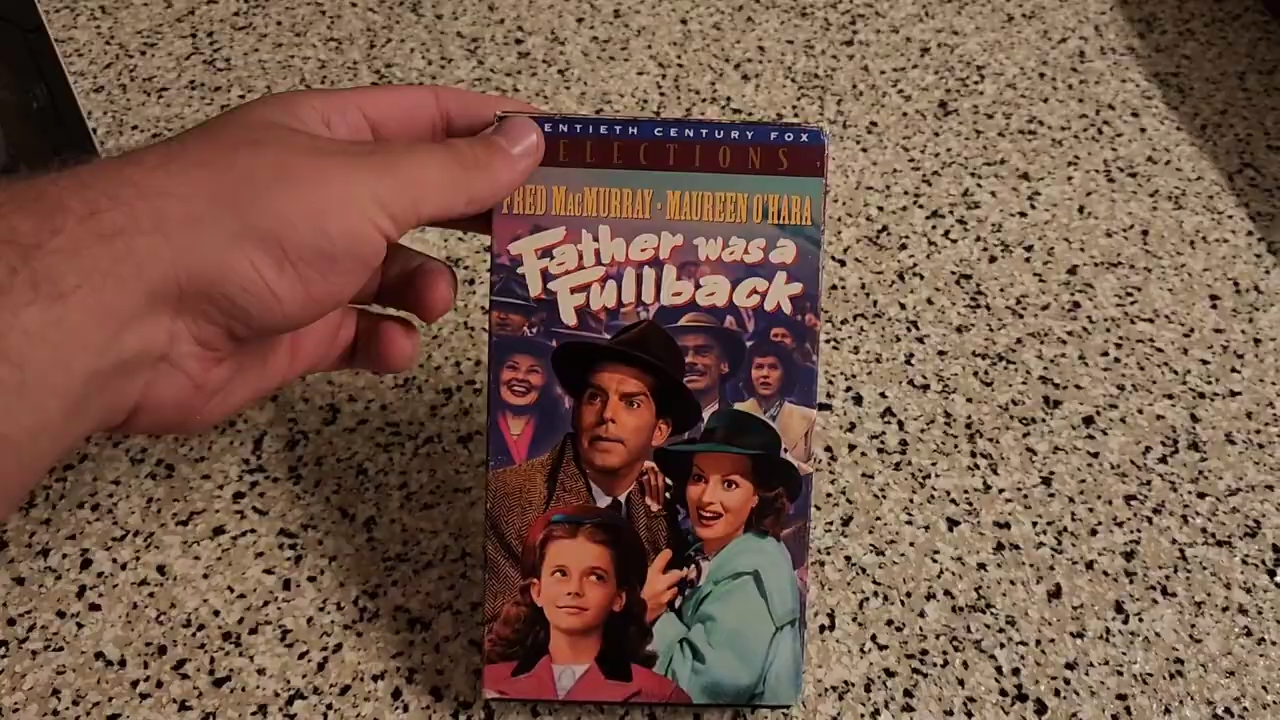 ENTIETH CENTURY FOX
ELECTIONS
FRED MacMURRAY · MAUREEN O'HARA
Father was a
Fullback